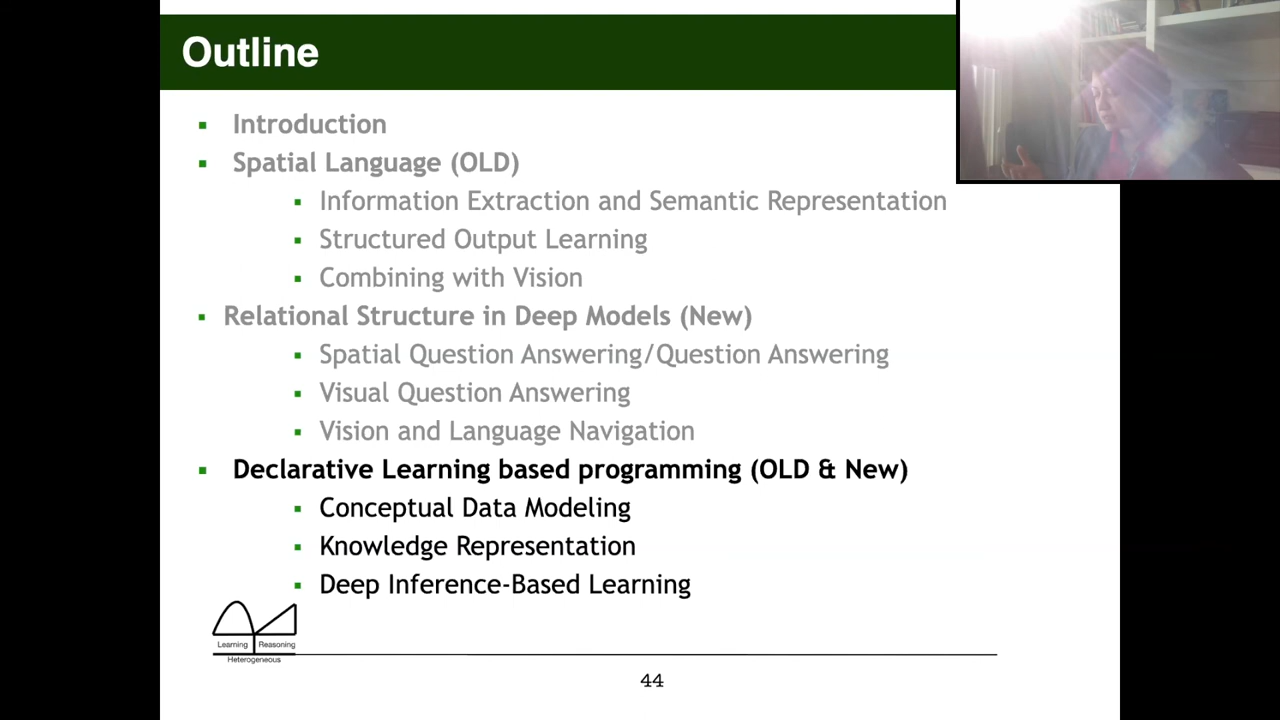 Outline
Introduction
Spatial Language (OLD)
Information Extraction and Semantic Representation
Structured Output Learning
Combining with Vision
Relational Structure in Deep Models (New)
Spatial Question Answering/Question Answering
Visual Question Answering
Vision and Language Navigation
Declarative Learning based programming (OLD & New)
Conceptual Data Modeling
Knowledge Representation
Deep Inference-Based Learning
Learning Reasoning
Heterogeneous
44